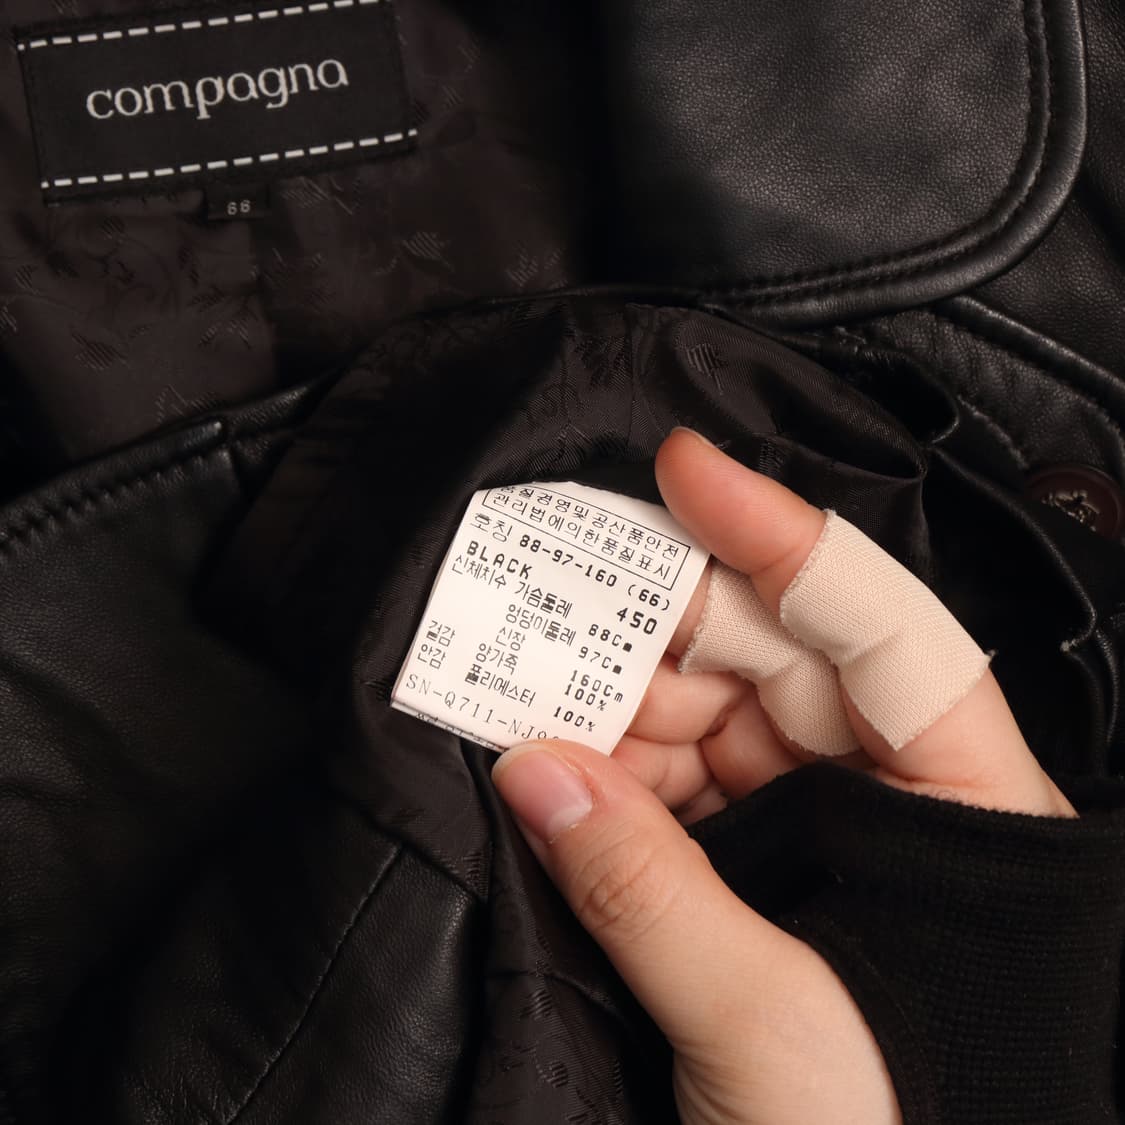 compagna
66
품질경영및공산품안전
관리법에의한품질표시
호칭 88-97-160 (66)
BLACK 450
신체치수 가슴둘레 88Cm
엉덩이둘레 97Cm
신장 160Cm
겉감 양가죽 100%
안감 폴리에스터 100%
SN-Q711-NJ9